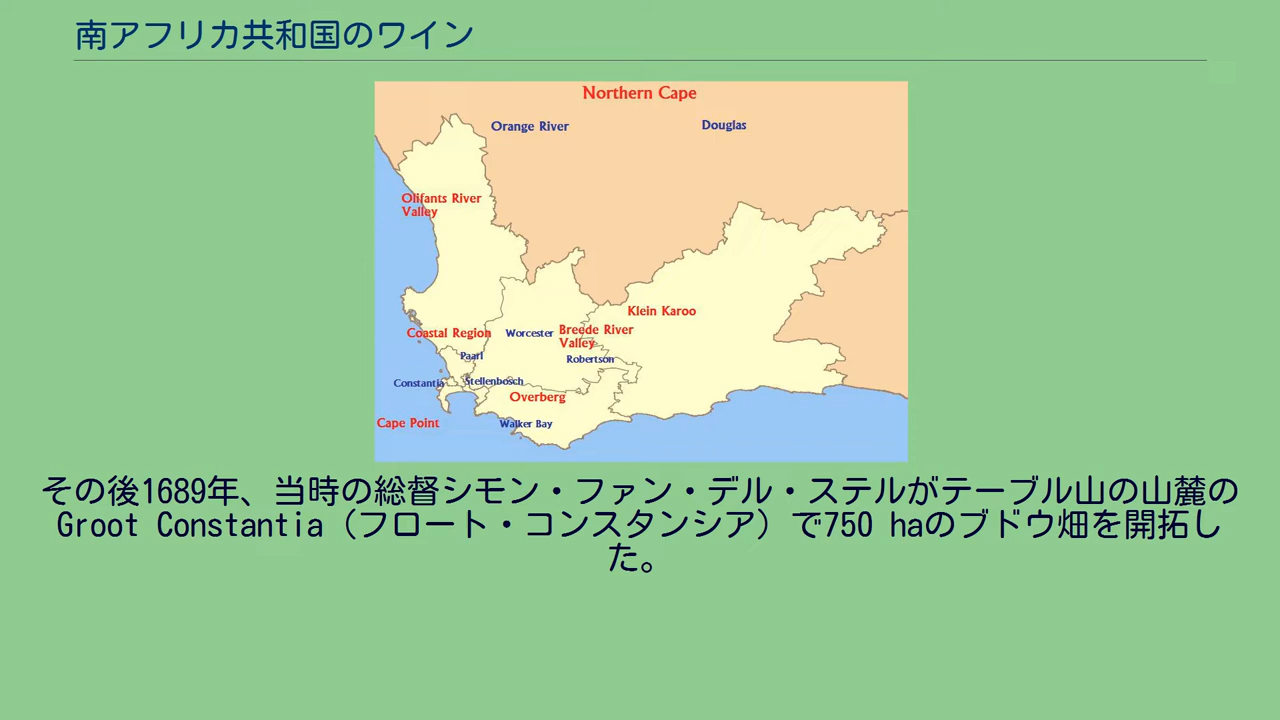 南アフリカ共和国のワイン
Northern Cape
Orange River
Douglas
Olifants River
Valley
Klein Karoo
Coastal Region
Worcester
Breede River
Valley
Paarl
Robertson
Constantia
Stellenbosch
Overberg
Cape Point
Walker Bay
その後1689年、当時の総督シモン・ファン・デル・ステルがテーブル山の山麓の
Groot Constantia（フロート・コンスタンシア）で750 haのブドウ畑を開拓し
た。